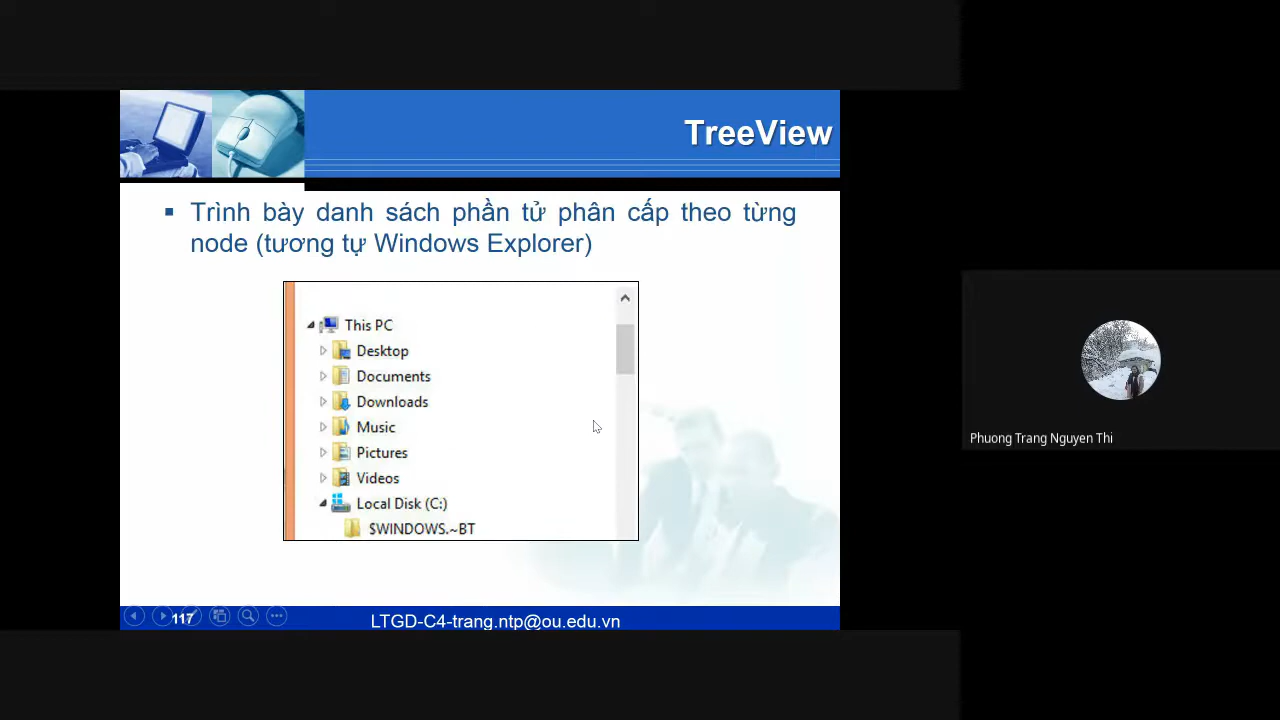 TreeView
Trình bày danh sách phần tử phân cấp theo từng
node (tương tự Windows Explorer)
This PC
Desktop
Documents
Downloads
Music
Pictures
Videos
Local Disk (C:)
$WINDOWS.~BT
117
LTGD-C4-trang.ntp@ou.edu.vn
Phuong Trang Nguyen Thi